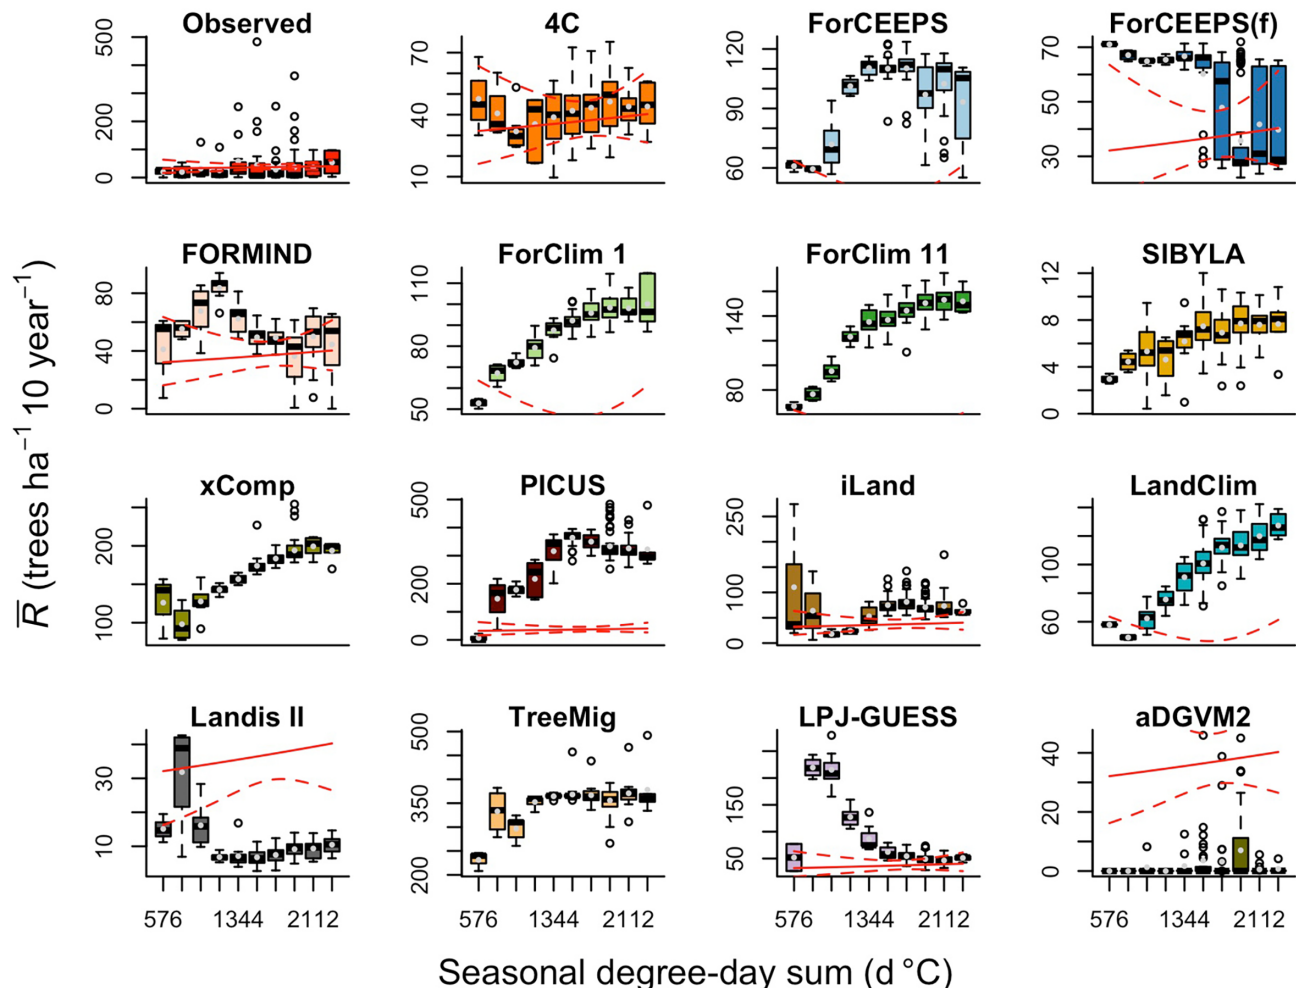 Observed
4C
ForCEEPS
ForCEEPS(f)
500
200
0
70
40
10
120
90
60
70
50
30
FORMIND
ForClim 1
ForClim 11
SIBYLA
80
40
0
110
80
50
140
80
12
8
4
0
R̅ (trees ha⁻¹ 10 year⁻¹)
xComp
PICUS
iLand
LandClim
200
100
500
200
0
250
100
0
100
60
Landis II
TreeMig
LPJ-GUESS
aDGVM2
30
10
500
350
200
150
50
40
20
0
576 1344 2112
576 1344 2112
576 1344 2112
576 1344 2112
Seasonal degree-day sum (d °C)